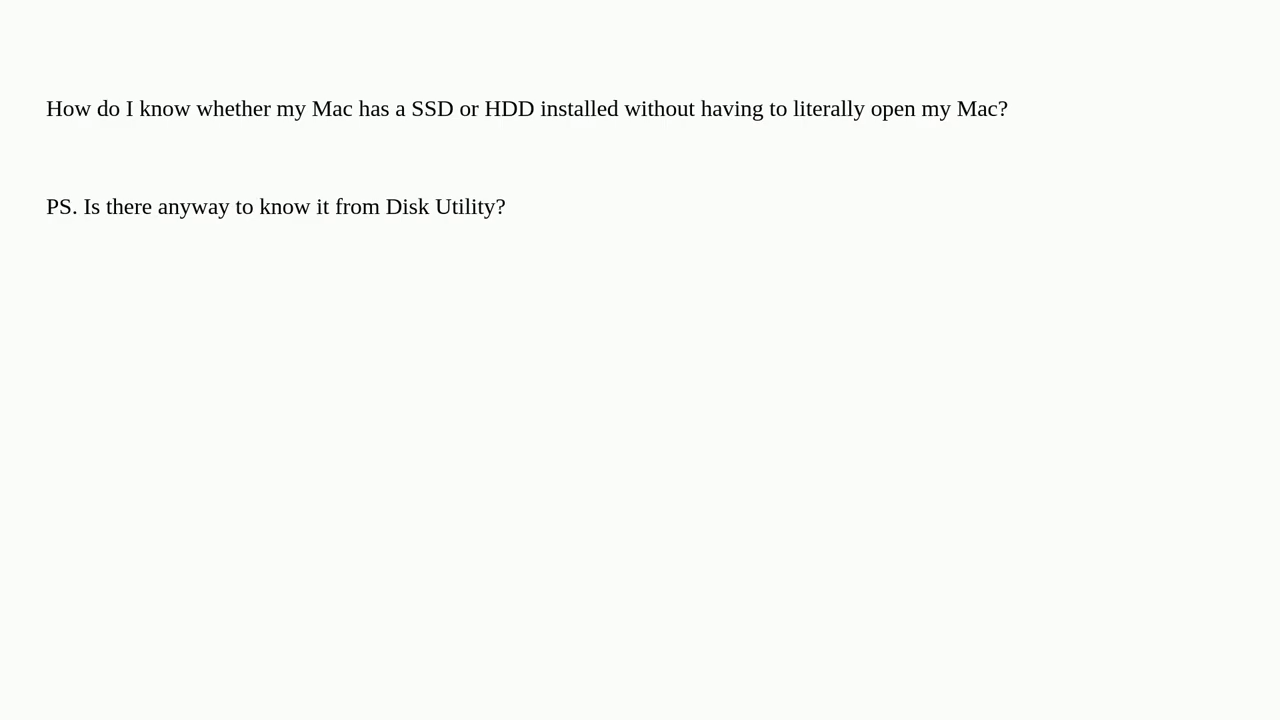 How do I know whether my Mac has a SSD or HDD installed without having to literally open my Mac?
PS. Is there anyway to know it from Disk Utility?